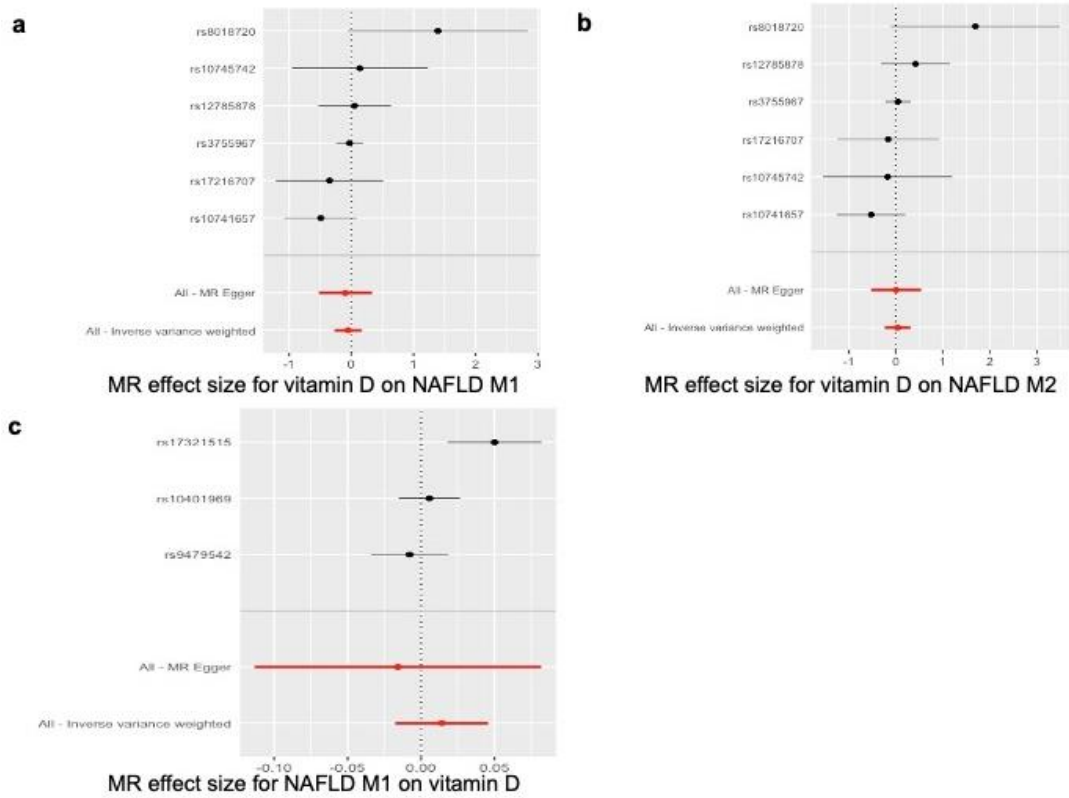 a
rs8018720
rs10745742
rs12785878
rs3755967
rs17216707
rs10741657
All - MR Egger
All - Inverse variance weighted
-1 0 1 2 3
MR effect size for vitamin D on NAFLD M1
b
rs8018720
rs12785878
rs3755967
rs17216707
rs10745742
rs10741657
All - MR Egger
All - Inverse variance weighted
-1 0 1 2 3
MR effect size for vitamin D on NAFLD M2
c
rs17321515
rs10401969
rs9479542
All - MR Egger
All - Inverse variance weighted
-0.10 -0.05 0.00 0.05
MR effect size for NAFLD M1 on vitamin D